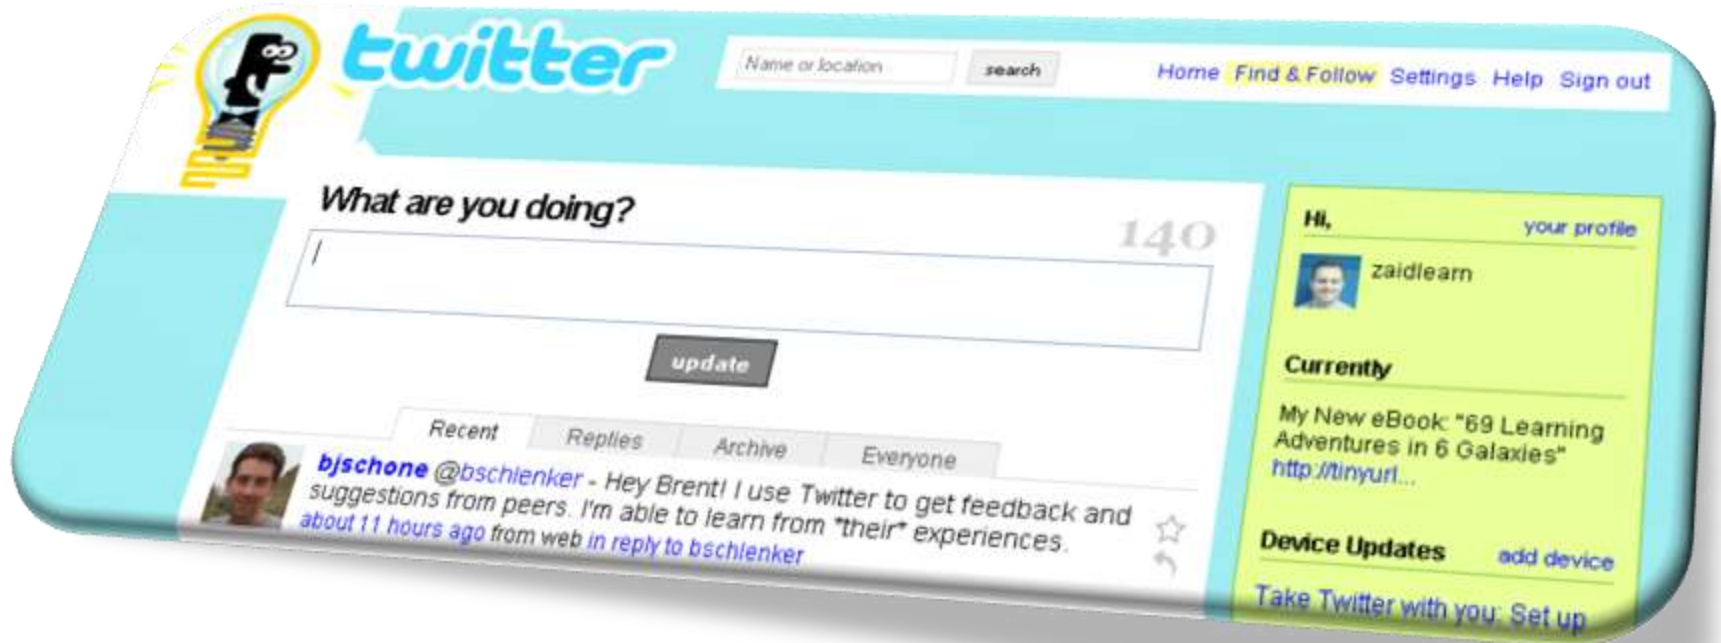 twitter
Name or location
search
Home Find & Follow Settings Help Sign out
What are you doing?
140
update
Recent Replies Archive Everyone
bjschone @bschlenker - Hey Brent! I use Twitter to get feedback and
suggestions from peers. I'm able to learn from *their* experiences.
about 11 hours ago from web in reply to bschlenker
Hi, your profile
zaidlearn
Currently
My New eBook: "69 Learning
Adventures in 6 Galaxies"
http://tinyurl...
Device Updates add device
Take Twitter with you: Set up